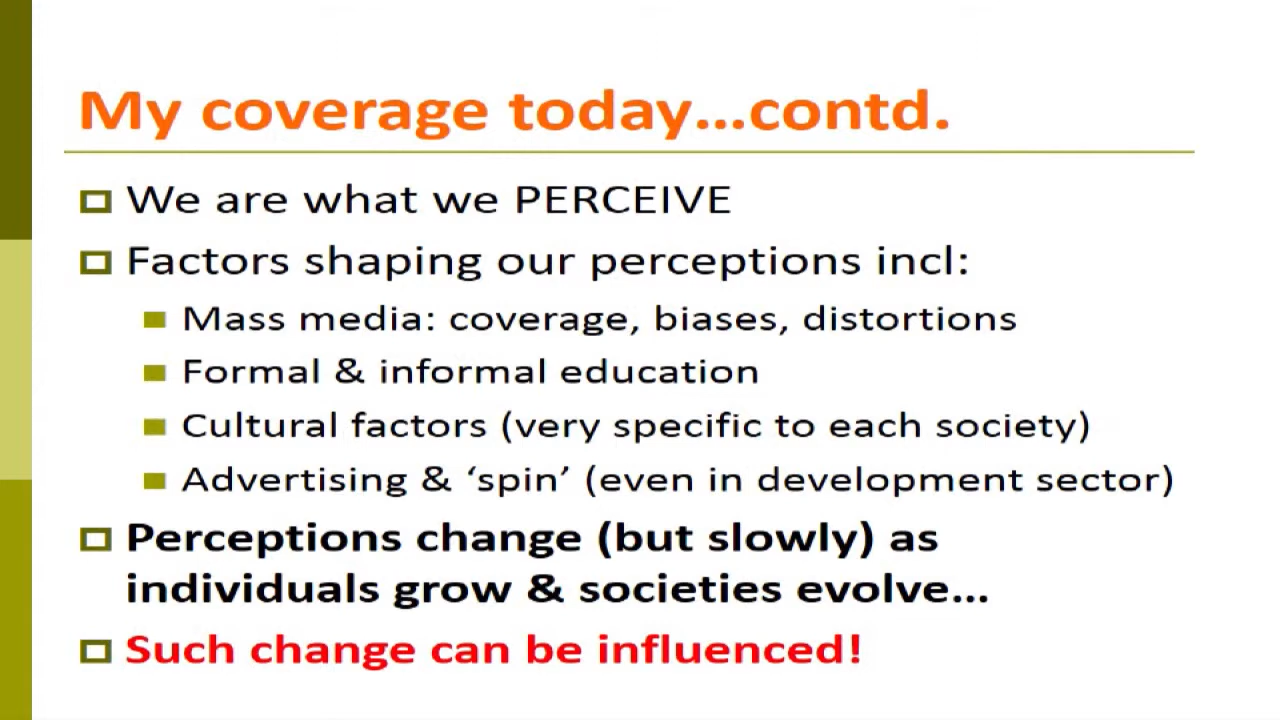 My coverage today...contd.
We are what we PERCEIVE
Factors shaping our perceptions incl:
Mass media: coverage, biases, distortions
Formal & informal education
Cultural factors (very specific to each society)
Advertising & ‘spin’ (even in development sector)
Perceptions change (but slowly) as
individuals grow & societies evolve...
Such change can be influenced!